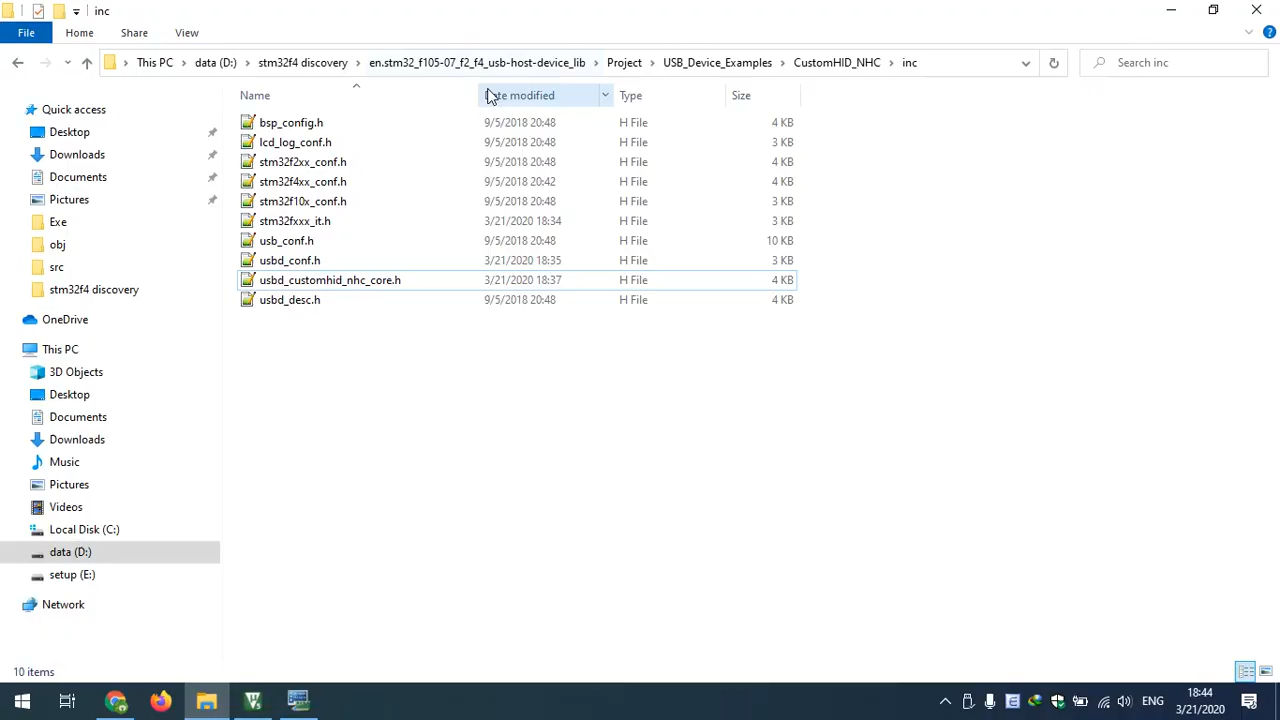 inc
File Home Share View
This PC data (D:) stm32f4 discovery en.stm32_f105-07_f2_f4_usb-host-device_lib Project USB_Device_Examples CustomHID_NHC inc Search inc
Name Date modified Type Size
bsp_config.h 9/5/2018 20:48 H File 4 KB
lcd_log_conf.h 9/5/2018 20:48 H File 3 KB
stm32f2xx_conf.h 9/5/2018 20:48 H File 4 KB
stm32f4xx_conf.h 9/5/2018 20:42 H File 4 KB
stm32f10x_conf.h 9/5/2018 20:48 H File 3 KB
stm32fxxx_it.h 3/21/2020 18:34 H File 3 KB
usb_conf.h 9/5/2018 20:48 H File 10 KB
usbd_conf.h 3/21/2020 18:35 H File 3 KB
usbd_customhid_nhc_core.h 3/21/2020 18:37 H File 4 KB
usbd_desc.h 9/5/2018 20:48 H File 4 KB
Quick access
Desktop
Downloads
Documents
Pictures
Exe
obj
src
stm32f4 discovery
OneDrive
This PC
3D Objects
Desktop
Documents
Downloads
Music
Pictures
Videos
Local Disk (C:)
data (D:)
setup (E:)
Network
10 items
ENG
18:44
3/21/2020